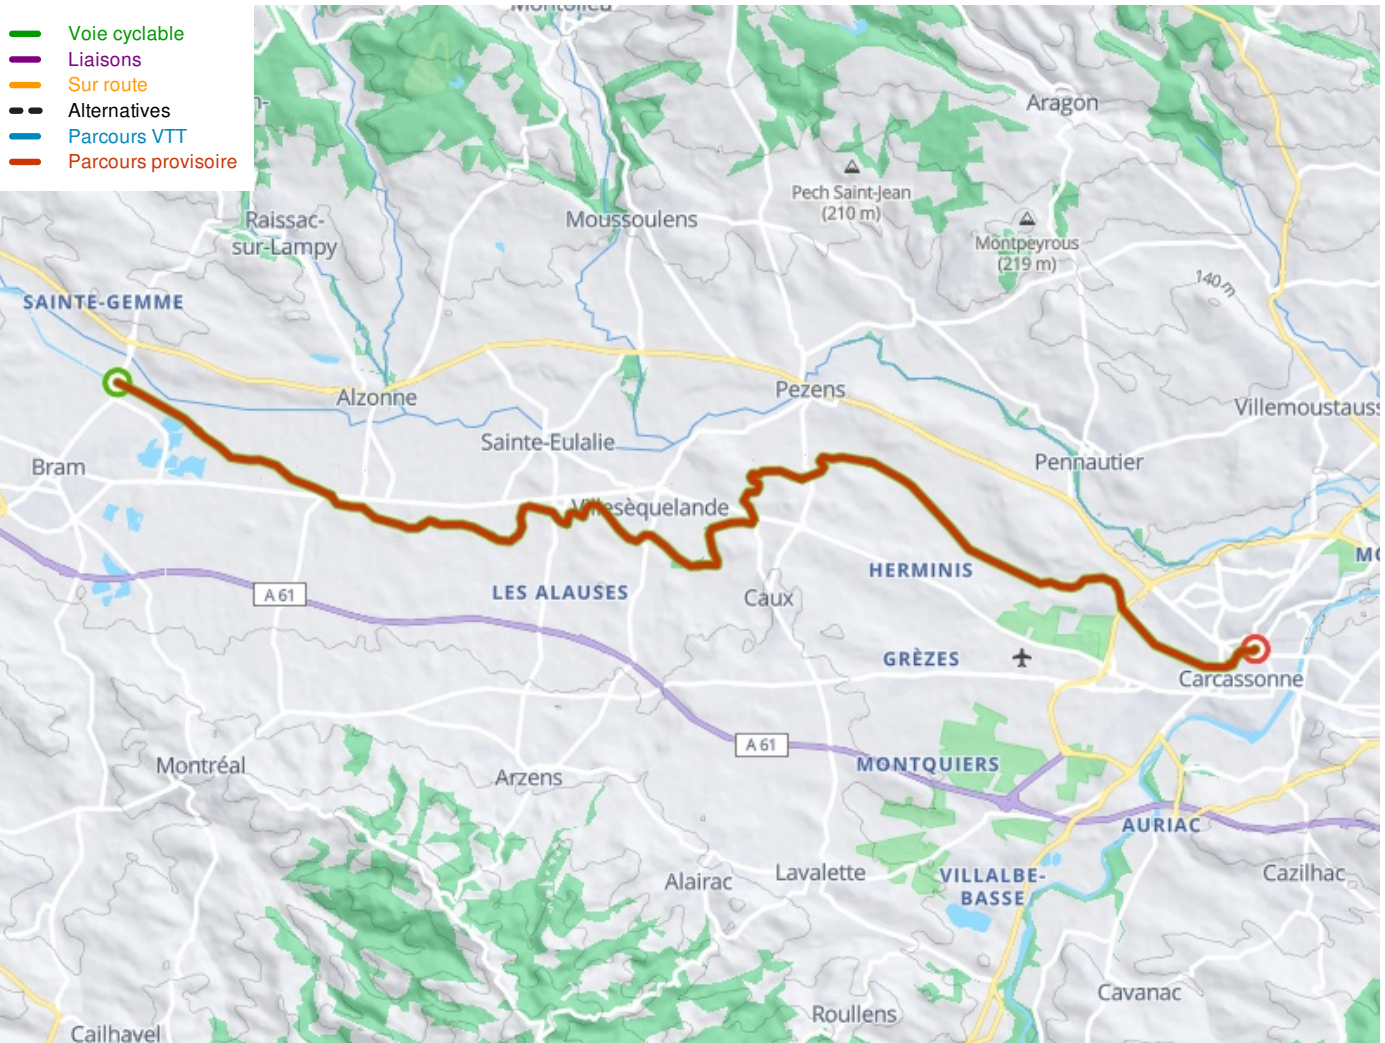 Voie cyclable
Liaisons
Sur route
Alternatives
Parcours VTT
Parcours provisoire
Montolieu
Aragon
Pech Saint-Jean
(210 m)
Raissac-
sur-Lampy
Moussoulens
Montpeyrous
(219 m)
140 m
SAINTE-GEMME
Alzonne
Pezens
Villemoustauss
Sainte-Eulalie
Bram
Pennautier
Villesèquelande
HERMINIS
LES ALAUSES
A 61
Caux
GRÈZES
Carcassonne
A 61
Montréal
Arzens
MONTQUIERS
AURIAC
Alairac
Lavalette
VILLALBE-
BASSE
Cazilhac
Cavanac
Roullens
Cailhavel